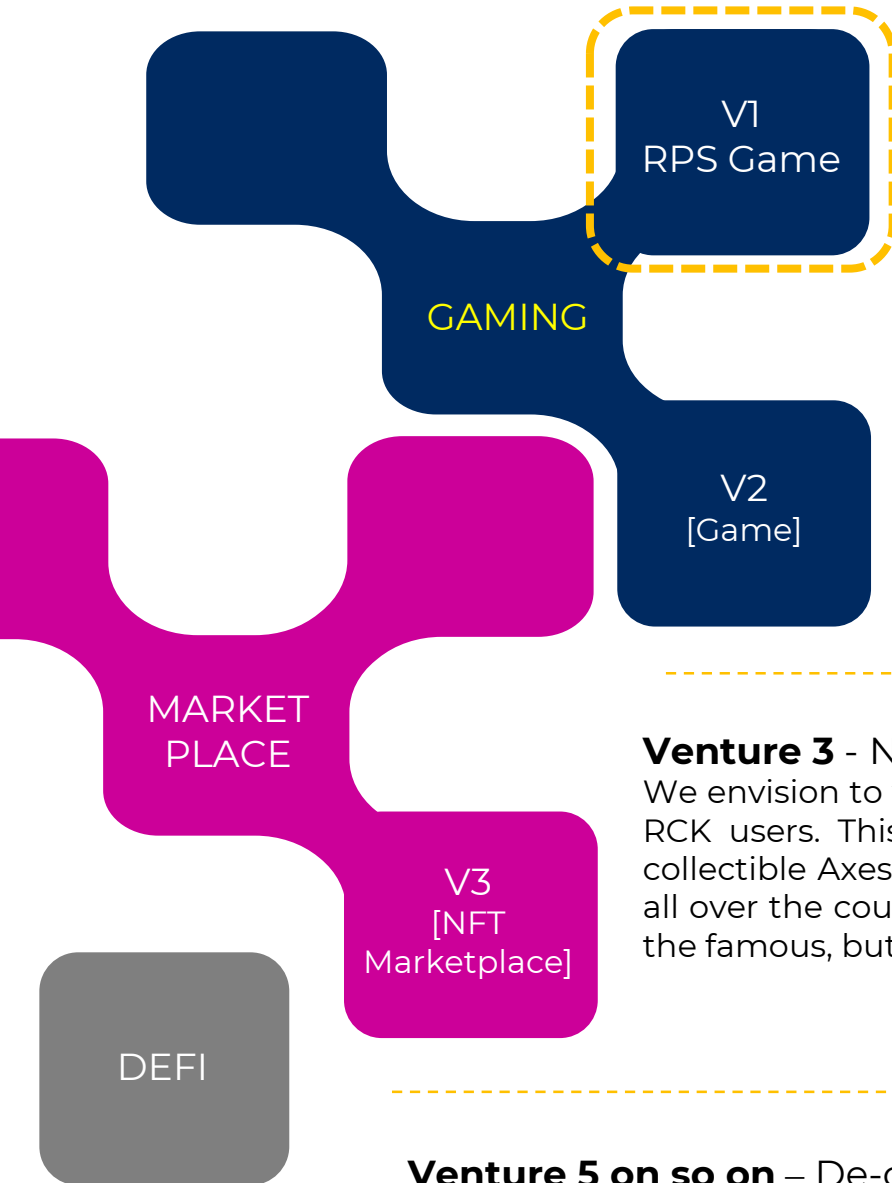 V1
RPS Game
GAMING
V2
[Game]
MARKET
PLACE
Venture 3 - N
We envision to
RCK users. This
collectible Axes
all over the cou
the famous, but
V3
[NFT
Marketplace]
DEFI
Venture 5 on so on – De-c